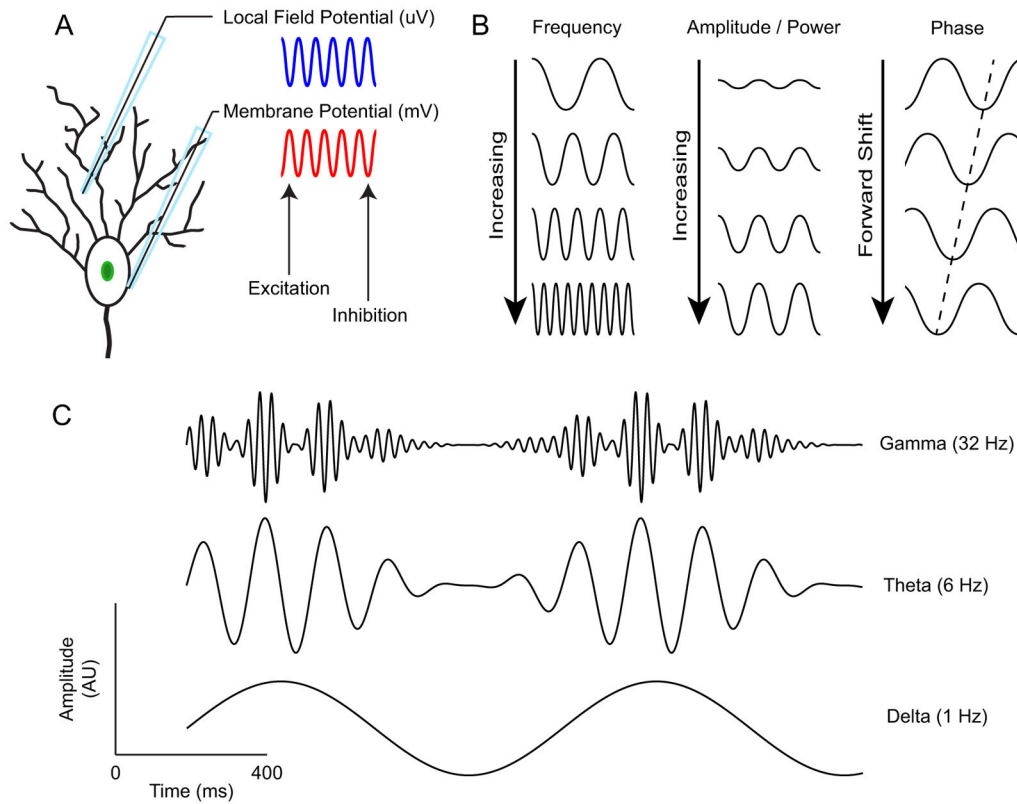 A
Local Field Potential (uV)
Membrane Potential (mV)
Excitation
Inhibition
B
Frequency
Amplitude / Power
Phase
Increasing
Increasing
Forward Shift
C
Gamma (32 Hz)
Theta (6 Hz)
Delta (1 Hz)
Amplitude
(AU)
0
400
Time (ms)